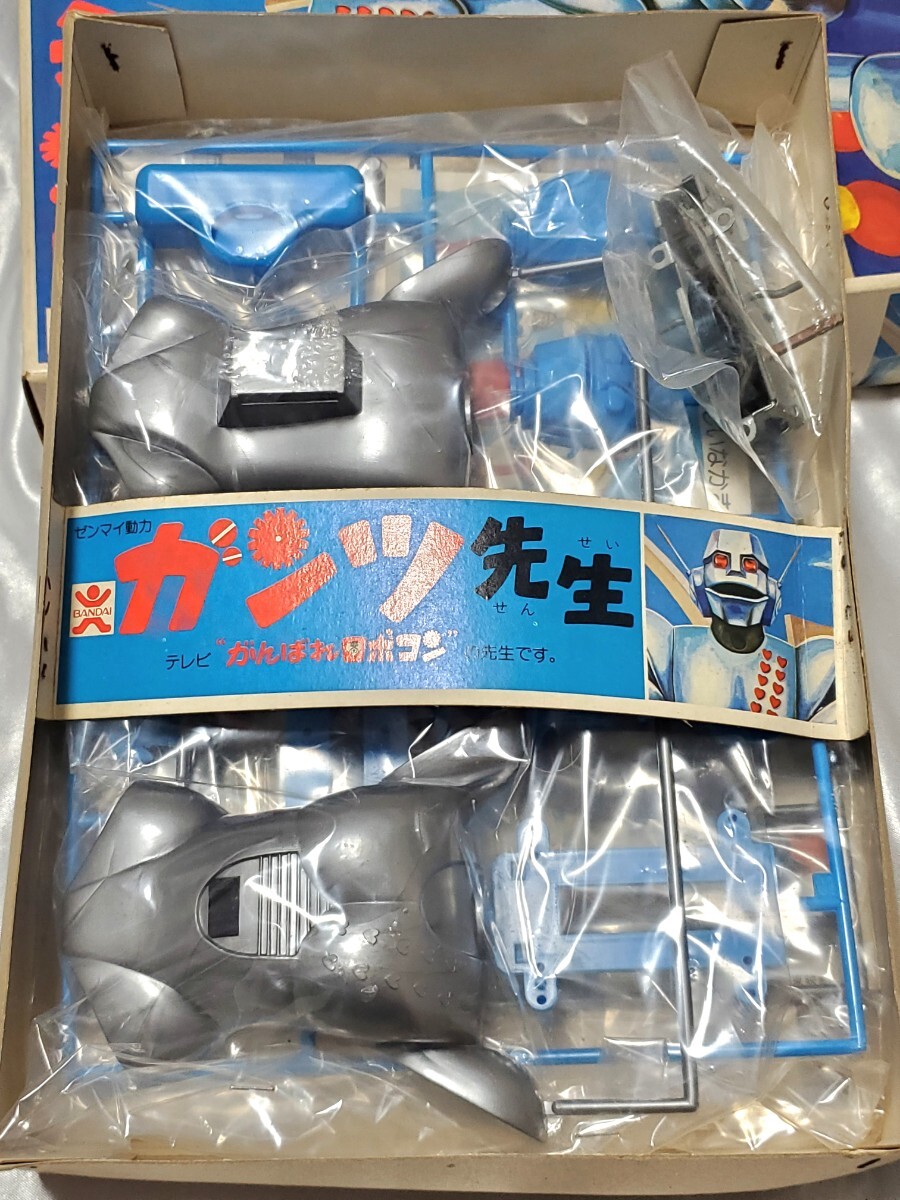 ゼンマイ動力
ガンツ先生
せんせい
BANDAI
テレビ"がんばれ!!ロボコン"の先生です。